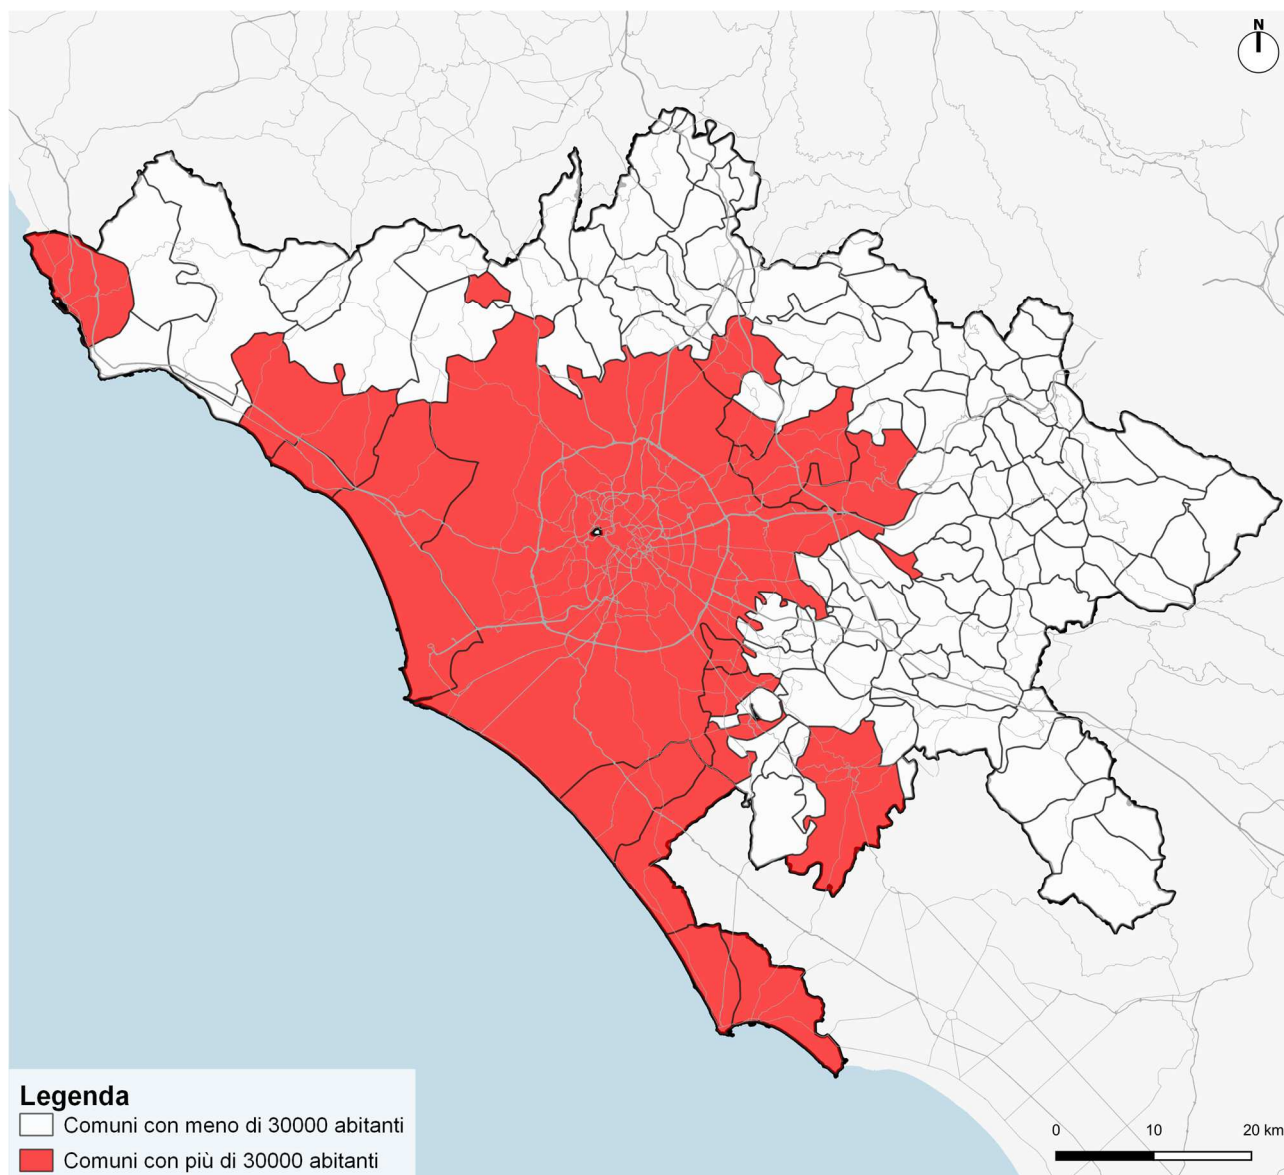 N
Legenda
Comuni con meno di 30000 abitanti
Comuni con più di 30000 abitanti
0 10 20 km